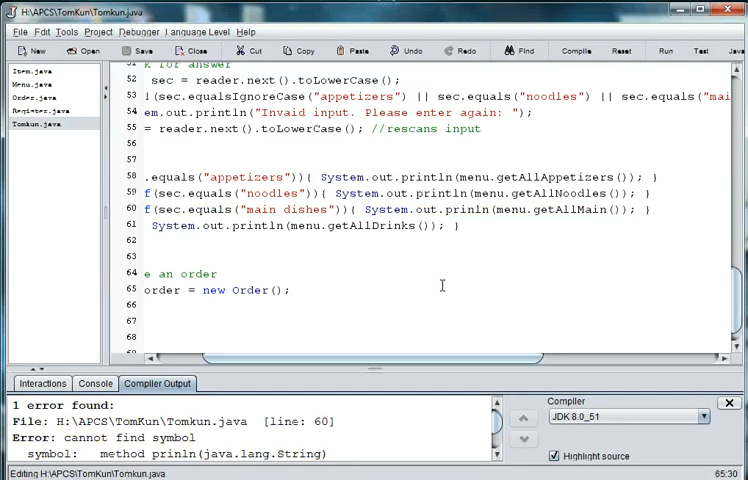 H:\APCS\TomKun\Tomkun.java
File Edit Tools Project Debugger Language Level Help
New Open Save Close Cut Copy Paste Undo Redo Find Compile Reset Run Test Java
Item.java
Menu.java
Order.java
Register.java
Tomkun.java
51 k for answer
52 sec = reader.next().toLowerCase();
53 !(sec.equalsIgnoreCase("appetizers") || sec.equals("noodles") || sec.equals("mai
54 em.out.println("Invaid input. Please enter again: ");
55 = reader.next().toLowerCase(); //rescans input
56
57
58 .equals("appetizers")){ System.out.println(menu.getAllAppetizers()); }
59 f(sec.equals("noodles")){ System.out.println(menu.getAllNoodles()); }
60 f(sec.equals("main dishes")){ System.out.prinln(menu.getAllMain()); }
61 System.out.println(menu.getAllDrinks()); }
62
63
64 e an order
65 order = new Order();
66
67
68
69
Interactions Console Compiler Output
1 error found:
File: H:\APCS\TomKun\Tomkun.java [line: 60]
Error: cannot find symbol
symbol: method prinln(java.lang.String)
Compiler
JDK 8.0_51
Highlight source
Editing H:\APCS\TomKun\Tomkun.java
65:30